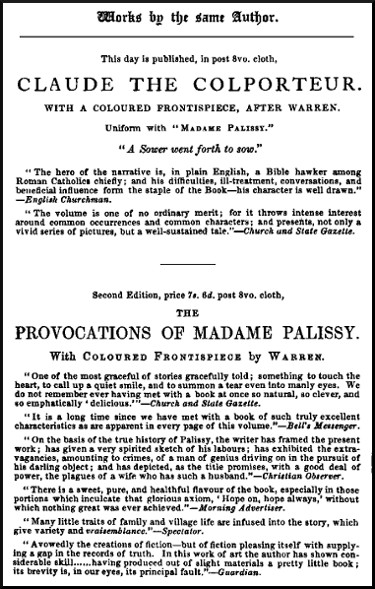 Works by the same Author.
This day is published, in post 8vo. cloth,
CLAUDE THE COLPORTEUR.
WITH A COLOURED FRONTISPIECE, AFTER WARREN.
Uniform with "MADAME PALISSY."
"A Sower went forth to sow."
"The hero of the narrative is, in plain English, a Bible hawker among
Roman Catholics chiefly; and his difficulties, ill-treatment, conversations, and
beneficial influence form the staple of the Book—his character is well drawn."
—English Churchman.
"The volume is one of no ordinary merit; for it throws intense interest
around common occurrences and common characters; and presents, not only a
vivid series of pictures, but a well-sustained tale."—Church and State Gazette.
Second Edition, price 7s. 6d. post 8vo. cloth,
THE
PROVOCATIONS OF MADAME PALISSY.
WITH COLOURED FRONTISPIECE BY WARREN.
"One of the most graceful of stories gracefully told; something to touch the
heart, to call up a quiet smile, and to summon a tear even into manly eyes. We
do not remember ever having met with a book at once so natural, so clever, and
so emphatically 'delicious.'"—Church and State Gazette.
"It is a long time since we have met with a book of such truly excellent
characteristics as are apparent in every page of this volume."—Bell's Messenger.
"On the basis of the true history of Palissy, the writer has framed the present
work; has given a very spirited sketch of his labours; has exhibited the extra-
vagancies, amounting to crimes, of a man of genius driving on in the pursuit of
his darling object; and has depicted, as the title promises, with a good deal of
power, the plagues of a wife who has such a husband."—Christian Observer.
"There is a sweet, pure, and healthful flavour of the book, especially in those
portions which inculcate that glorious axiom, 'Hope on, hope always,' without
which nothing great was ever achieved."—Morning Advertiser.
"Many little traits of family and village life are infused into the story, which
give variety and vraisemblance."—Spectator.
"Avowedly the creations of fiction—but of fiction pleasing itself with supply-
ing a gap in the records of truth. In this work of art the author has shown con-
siderable skill......having produced out of slight materials a pretty little book;
its brevity is, in our eyes, its principal fault."—Guardian.